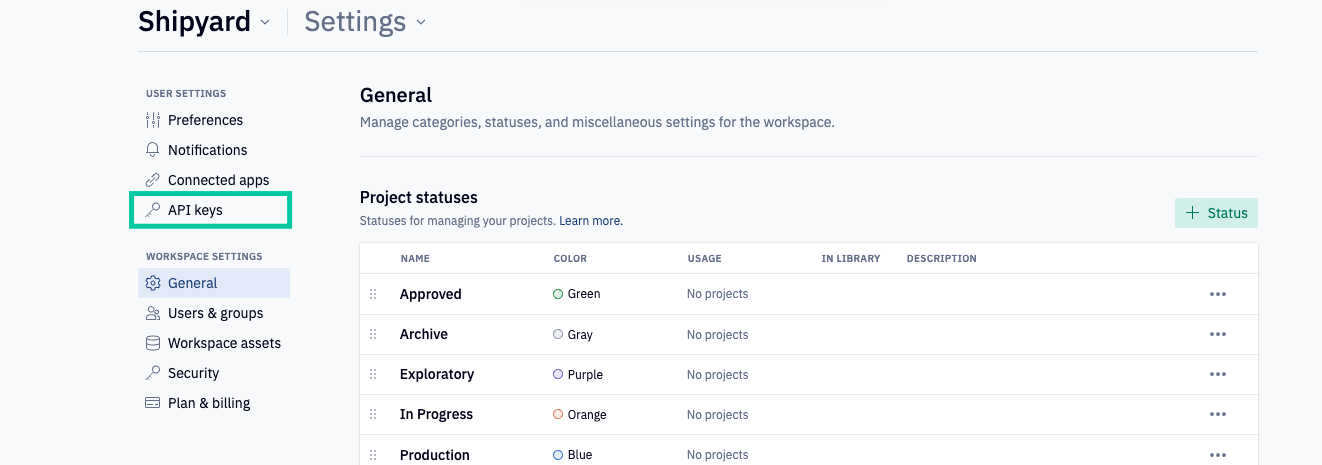 Shipyard Settings
USER SETTINGS
Preferences
Notifications
Connected apps
API keys
WORKSPACE SETTINGS
General
Users & groups
Workspace assets
Security
Plan & billing
General
Manage categories, statuses, and miscellaneous settings for the workspace.
Project statuses
Statuses for managing your projects. Learn more.
+ Status
NAME COLOR USAGE IN LIBRARY DESCRIPTION
Approved Green No projects
Archive Gray No projects
Exploratory Purple No projects
In Progress Orange No projects
Production Blue No projects